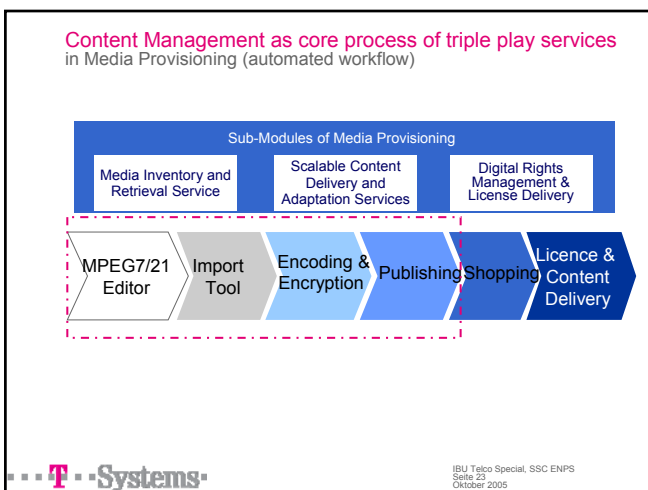 Content Management as core process of triple play services
in Media Provisioning (automated workflow)
Sub-Modules of Media Provisioning
Media Inventory and
Retrieval Service
Scalable Content
Delivery and
Adaptation Services
Digital Rights
Management &
License Delivery
MPEG7/21
Editor
Import
Tool
Encoding &
Encryption
Publishing
Shopping
Licence &
Content
Delivery
T Systems
IBU Telco Special, SSC ENPS
Seite 23
Oktober 2005